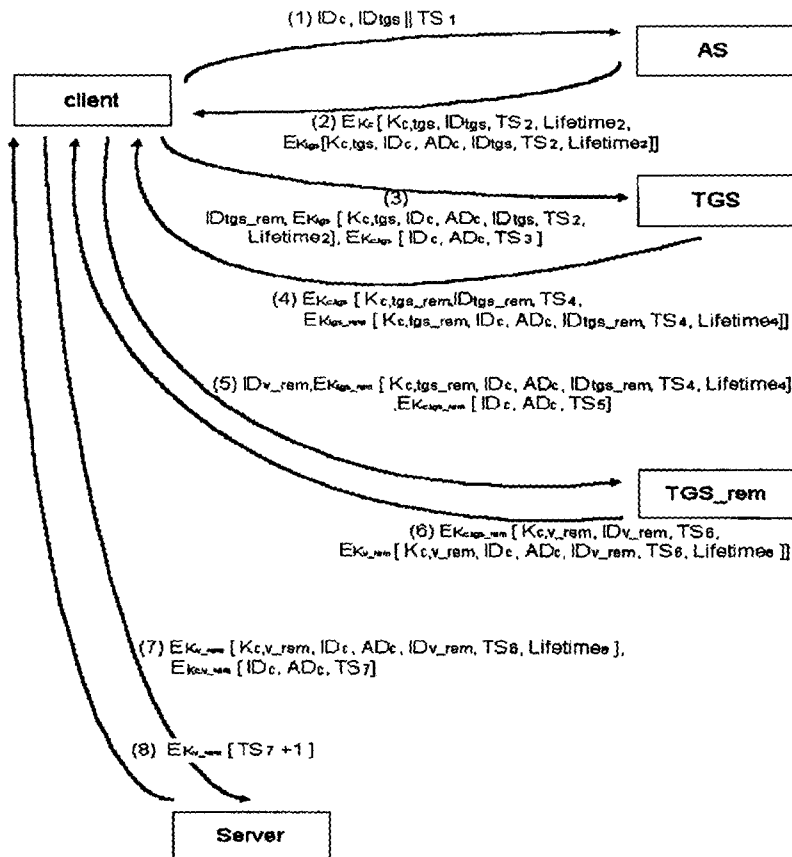 (1) IDc, IDtgs || TS1
AS
client
(2) EKc[ Kc,tgs, IDtgs, TS2, Lifetime2,
EKtgs[Kc,tgs, IDc, ADc, IDtgs, TS2, Lifetime2]]
(3)
TGS
IDtgs_rem, EKtgs [ Kc,tgs, IDc, ADc, IDtgs, TS2,
Lifetime2], EKc,tgs [ IDc, ADc, TS3 ]
(4) EKc,tgs [ Kc,tgs_rem,IDtgs_rem, TS4,
EKtgs_rem [ Kc,tgs_rem, IDc, ADc, IDtgs_rem, TS4, Lifetime4]]
(5) IDv_rem,EKtgs_rem [ Kc,tgs_rem, IDc, ADc, IDtgs_rem, TS4, Lifetime4]
,EKc,tgs_rem [ IDc, ADc, TS5]
TGS_rem
(6) EKc,tgs_rem [ Kc,v_rem, IDv_rem, TS6,
EKv_rem [ Kc,v_rem, IDc, ADc, IDv_rem, TS6, Lifetime6 ]]
(7) EKv_rem [ Kc,v_rem, IDc, ADc, IDv_rem, TS6, Lifetime6 ],
EKc,v_rem [ IDc, ADc, TS7]
(8) EKv_rem [ TS7 +1 ]
Server